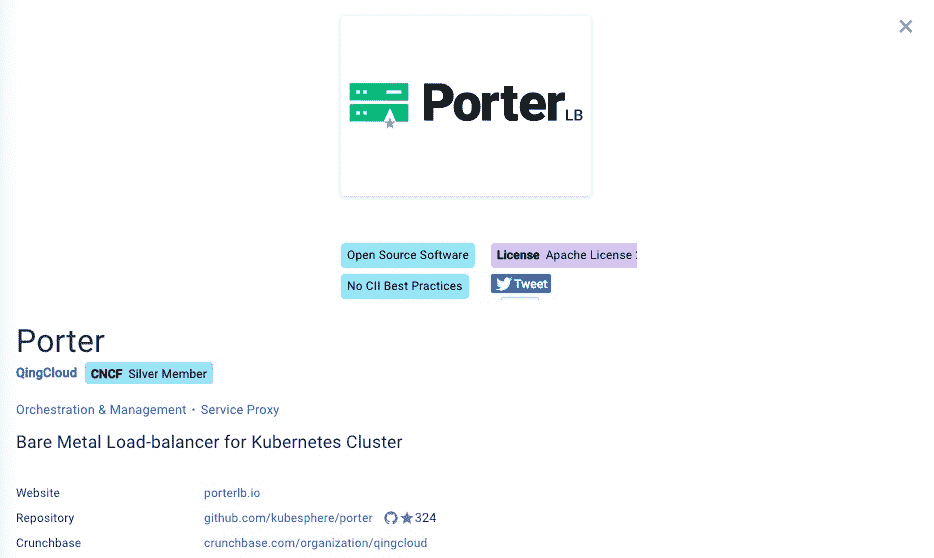 Porter LB
Open Source Software License Apache License
No CII Best Practices Tweet
Porter
QingCloud CNCF Silver Member
Orchestration & Management · Service Proxy
Bare Metal Load-balancer for Kubernetes Cluster
Website porterlb.io
Repository github.com/kubesphere/porter 324
Crunchbase crunchbase.com/organization/qingcloud